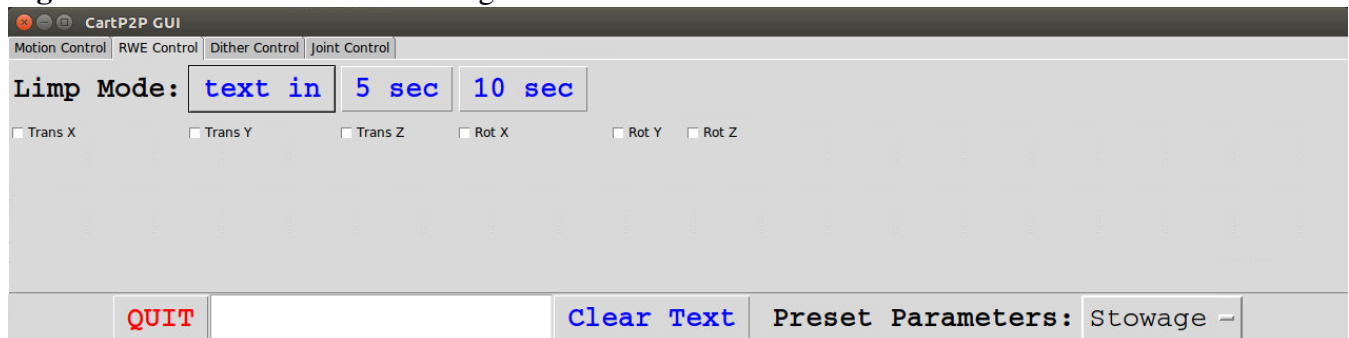 CartP2P GUI
Motion Control RWE Control Dither Control Joint Control
Limp Mode: text in 5 sec 10 sec
Trans X Trans Y Trans Z Rot X Rot Y Rot Z
QUIT Clear Text Preset Parameters: Stowage